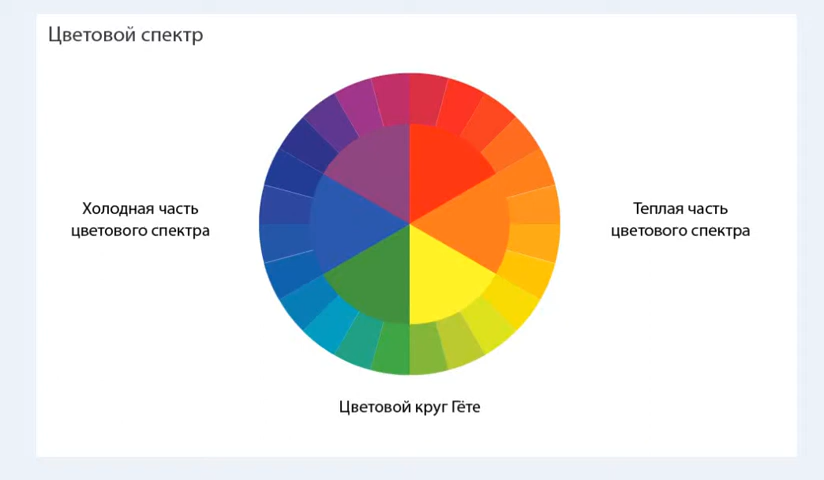 Цветовой спектр
Холодная часть
цветового спектра
Теплая часть
цветового спектра
Цветовой круг Гёте